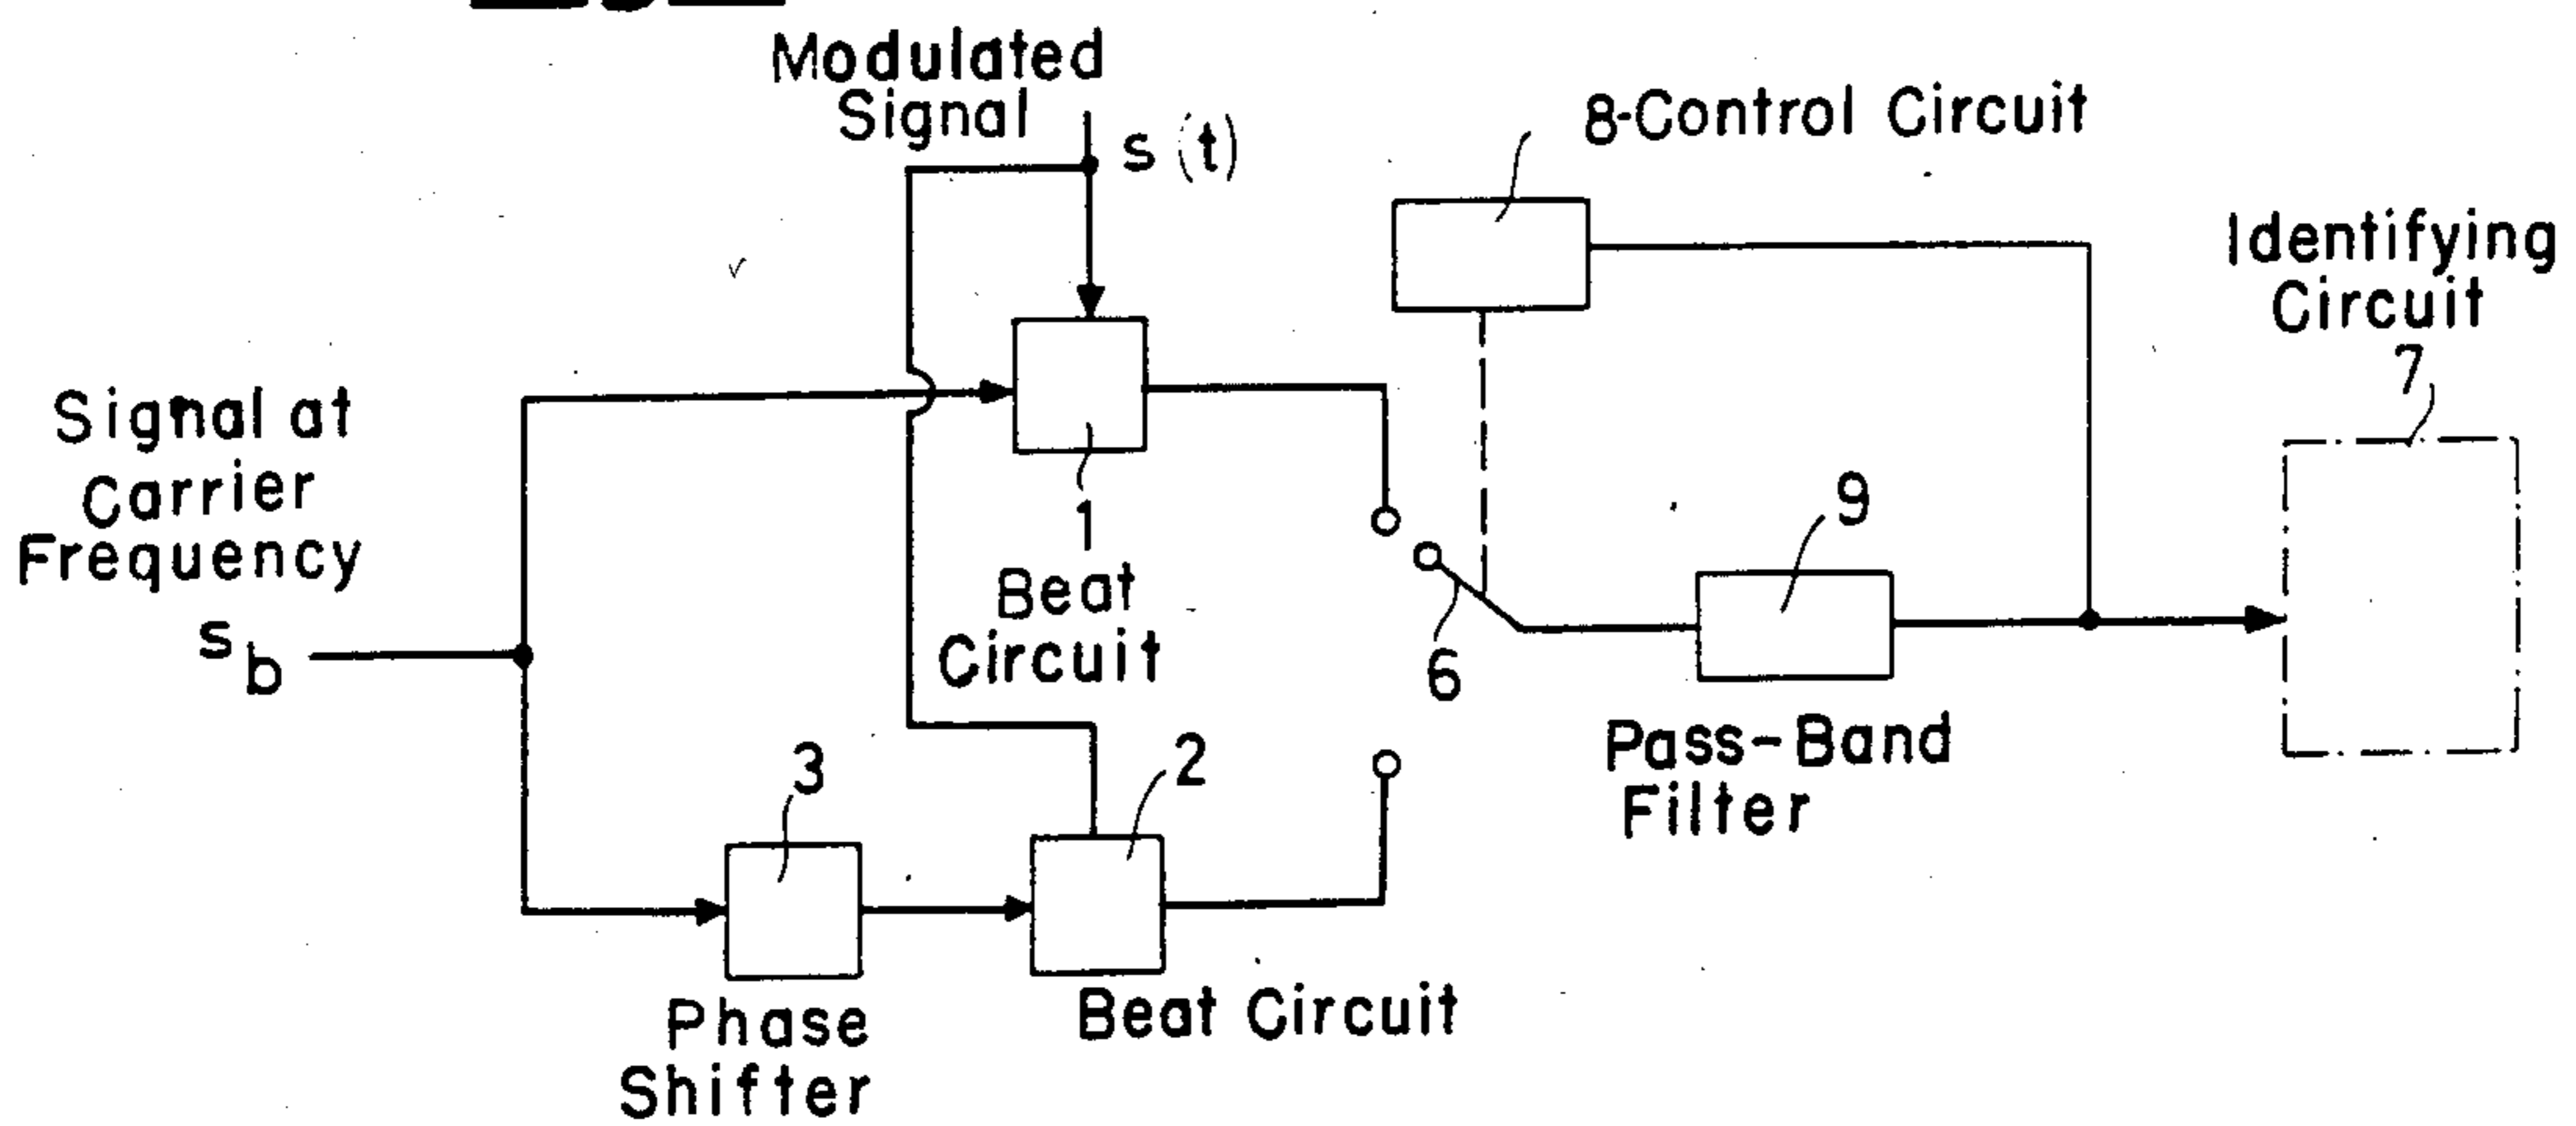 Modulated
Signal
s (t)
8-Control Circuit
Identifying
Circuit
7
Signal at
Carrier
Frequency
s b
1
Beat
Circuit
6
9
Pass-Band
Filter
3
2
Phase
Shifter
Beat Circuit